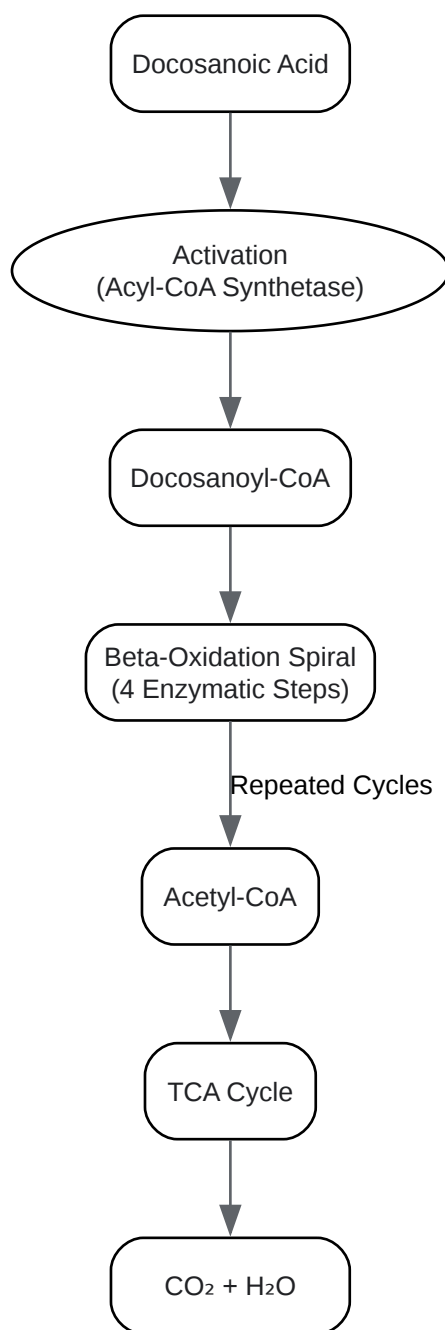 Docosanoic Acid
Activation
(Acyl-CoA Synthetase)
Docosanoyl-CoA
Beta-Oxidation Spiral
(4 Enzymatic Steps)
Repeated Cycles
Acetyl-CoA
TCA Cycle
CO₂ + H₂O